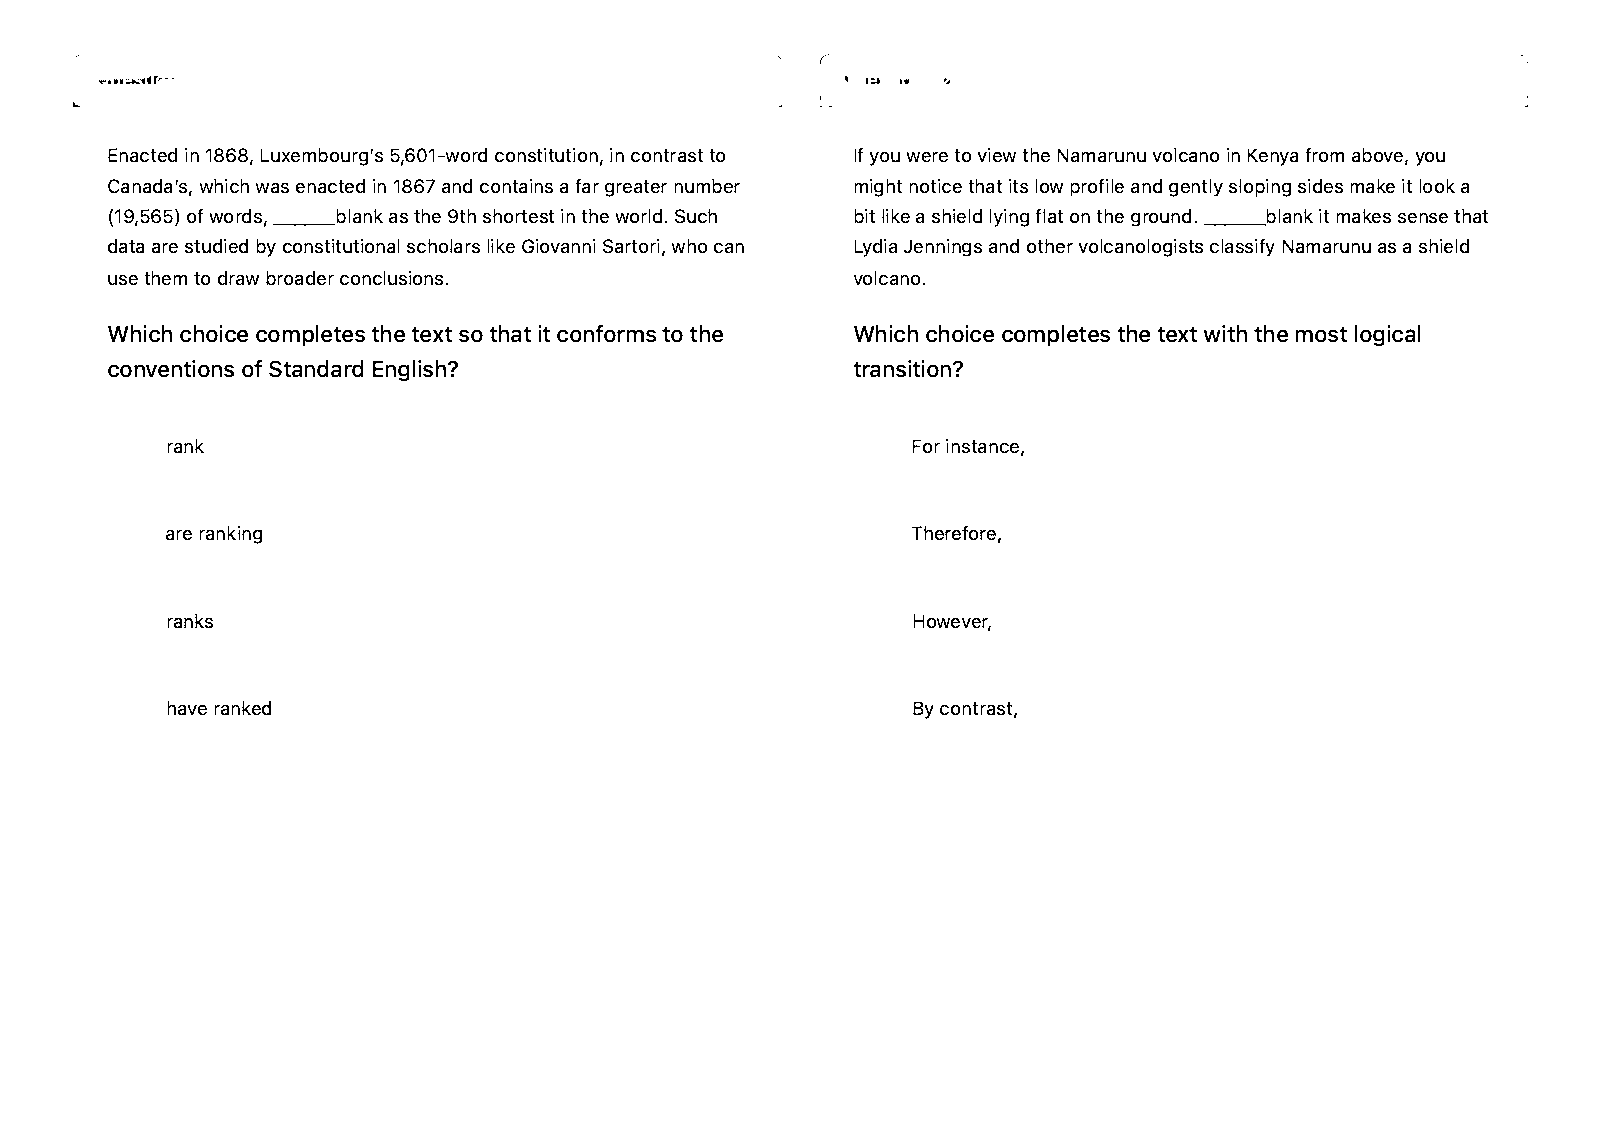 Enacted in 1868, Luxembourg's 5,601-word constitution, in contrast to
Canada's, which was enacted in 1867 and contains a far greater number
(19,565) of words, ______blank as the 9th shortest in the world. Such
data are studied by constitutional scholars like Giovanni Sartori, who can
use them to draw broader conclusions.
Which choice completes the text so that it conforms to the
conventions of Standard English?
rank
are ranking
ranks
have ranked
If you were to view the Namarunu volcano in Kenya from above, you
might notice that its low profile and gently sloping sides make it look a
bit like a shield lying flat on the ground. ______blank it makes sense that
Lydia Jennings and other volcanologists classify Namarunu as a shield
volcano.
Which choice completes the text with the most logical
transition?
For instance,
Therefore,
However,
By contrast,